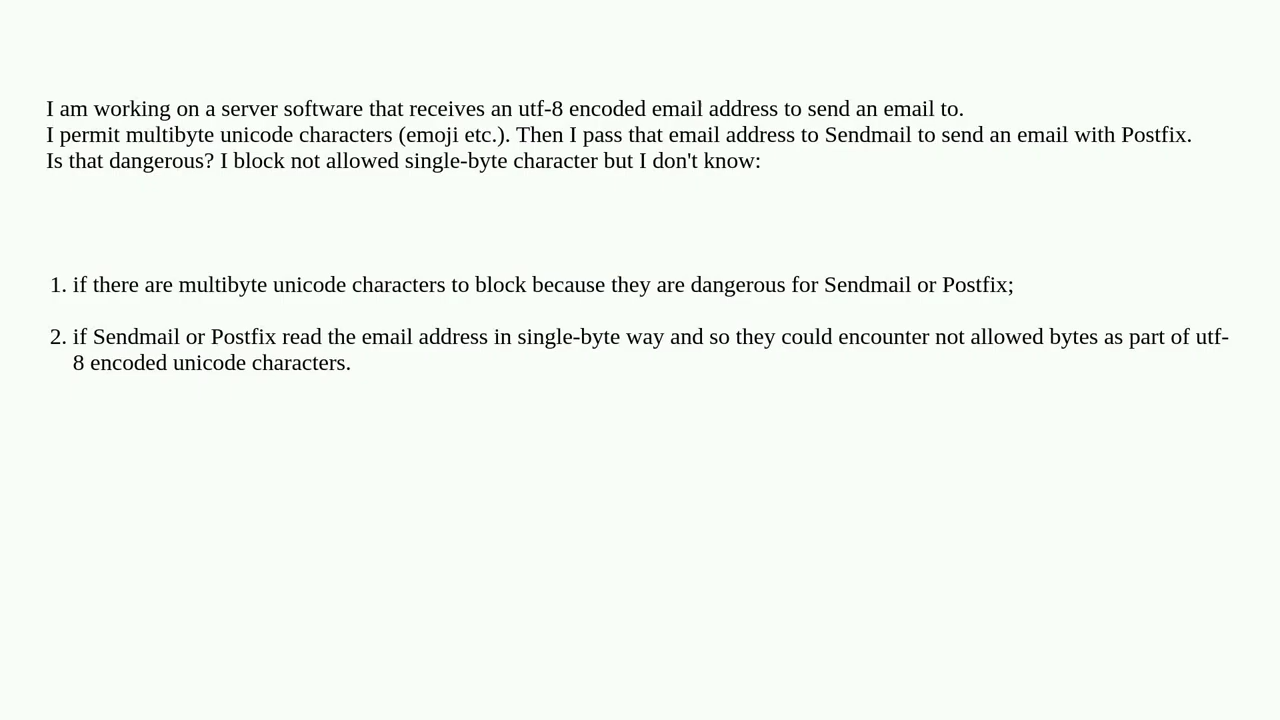 I am working on a server software that receives an utf-8 encoded email address to send an email to.
I permit multibyte unicode characters (emoji etc.). Then I pass that email address to Sendmail to send an email with Postfix.
Is that dangerous? I block not allowed single-byte character but I don't know:
1. if there are multibyte unicode characters to block because they are dangerous for Sendmail or Postfix;
2. if Sendmail or Postfix read the email address in single-byte way and so they could encounter not allowed bytes as part of utf-
8 encoded unicode characters.